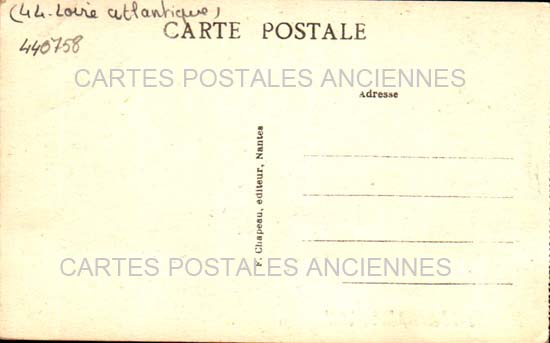 (44-Loire atlantique)
CARTE POSTALE
440758
CARTES POSTALES ANCIENNES
Adresse
F. Chapeau, éditeur, Nantes
CARTES POSTALES ANCIENNES